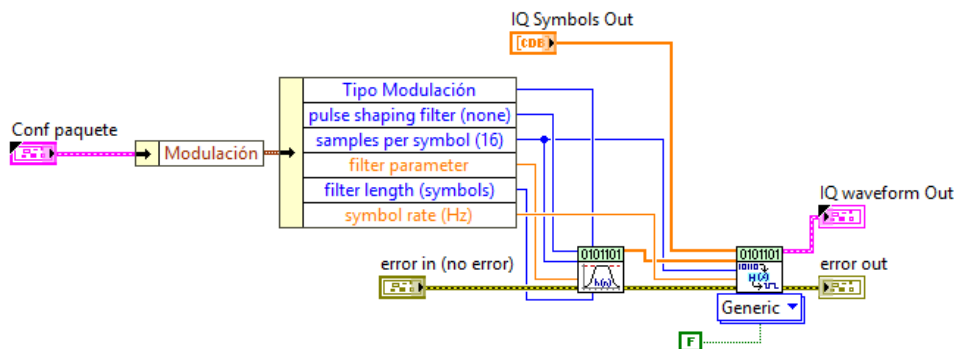 IQ Symbols Out
[CDB
Tipo Modulación
pulse shaping filter (none)
samples per symbol (16)
filter parameter
filter length (symbols)
symbol rate (Hz)
Conf paquete
Modulación
IQ waveform Out
error in (no error)
0101101
h(n)
0101101
H(z)
error out
Generic
F